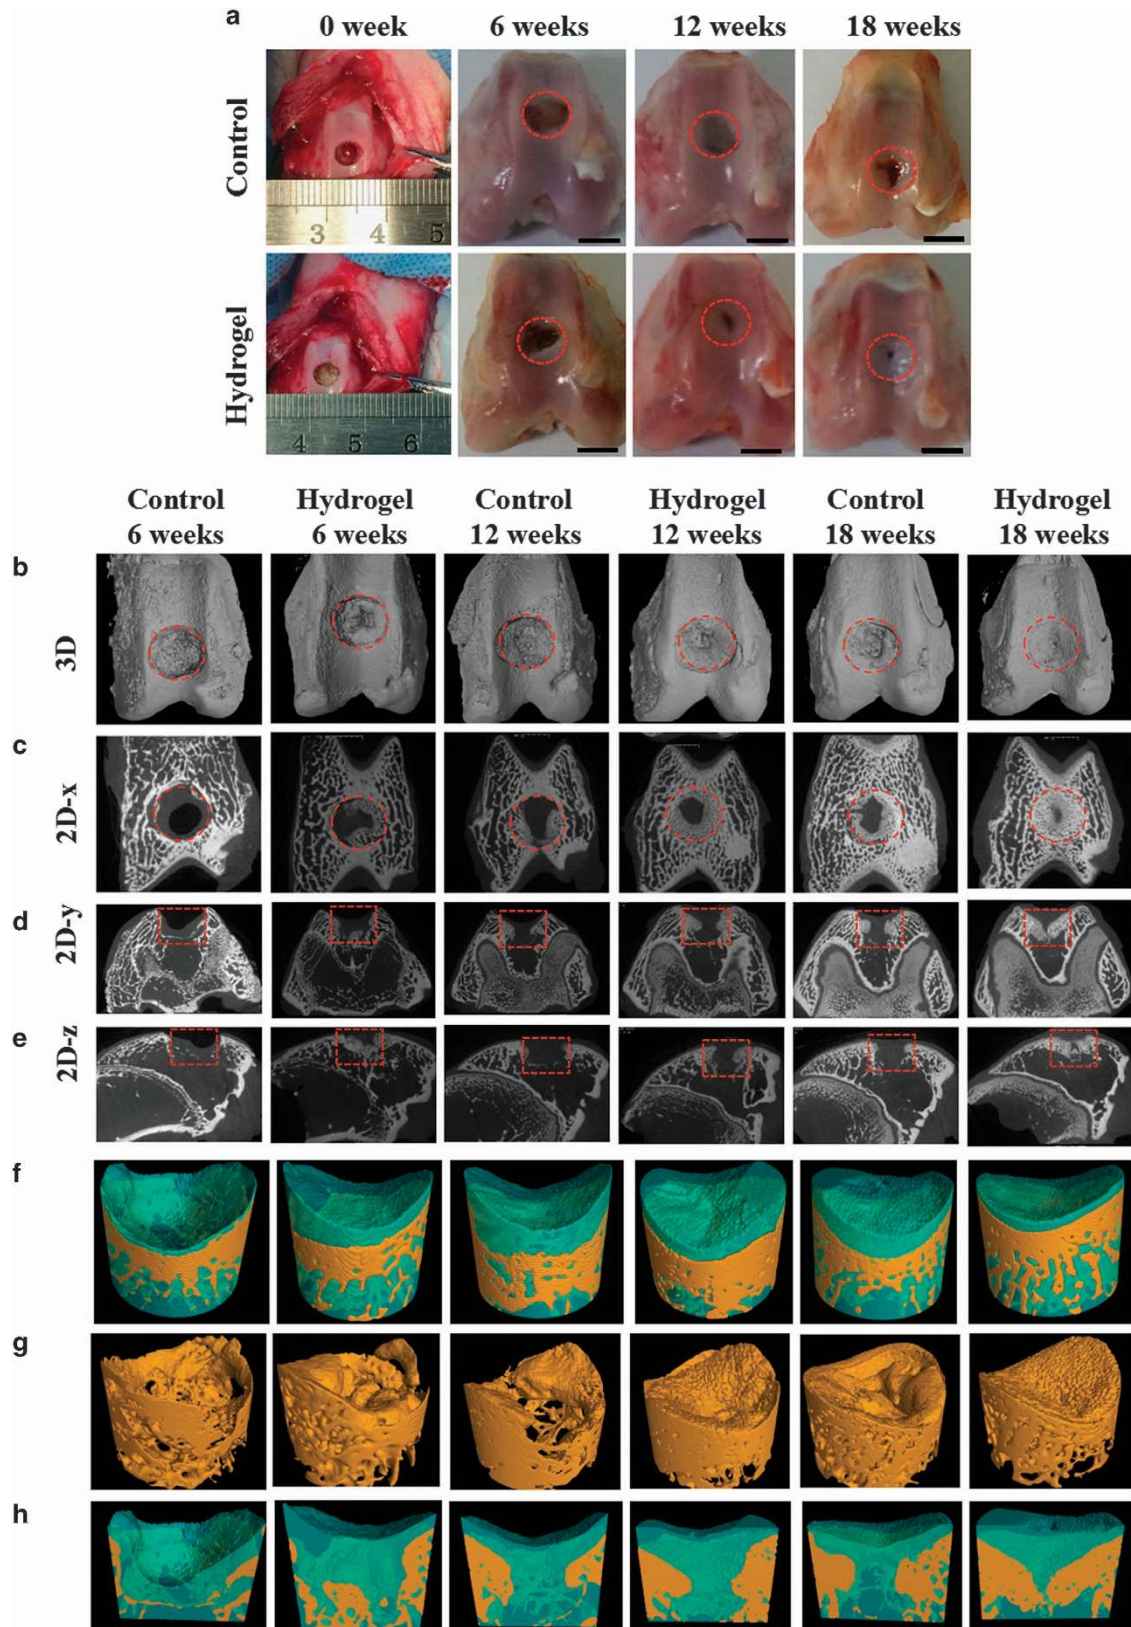 a
0 week 6 weeks 12 weeks 18 weeks
Control
3 4 5
Hydrogel
4 5 6
Control Hydrogel Control Hydrogel Control Hydrogel
6 weeks 6 weeks 12 weeks 12 weeks 18 weeks 18 weeks
b
3D
c
2D-x
d
2D-y
e
2D-z
f
g
h